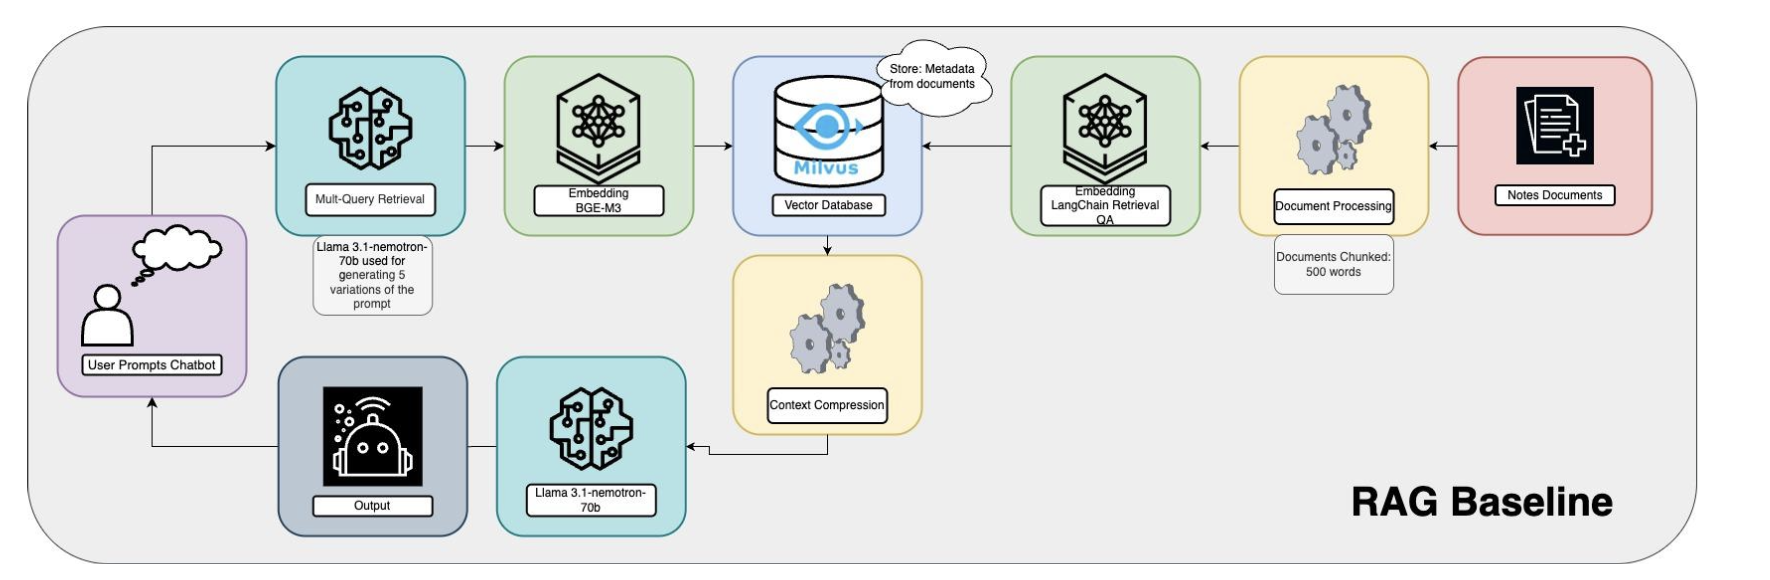 Store: Metadata
from documents
Mult-Query Retrieval
Llama 3.1-nemotron-
70b used for
generating 5
variations of the
prompt
Embedding
BGE-M3
Milvus
Vector Database
Embedding
LangChain Retrieval
QA
Document Processing
Documents Chunked:
500 words
Notes Documents
User Prompts Chatbot
Context Compression
Output
Llama 3.1-nemotron-
70b
RAG Baseline